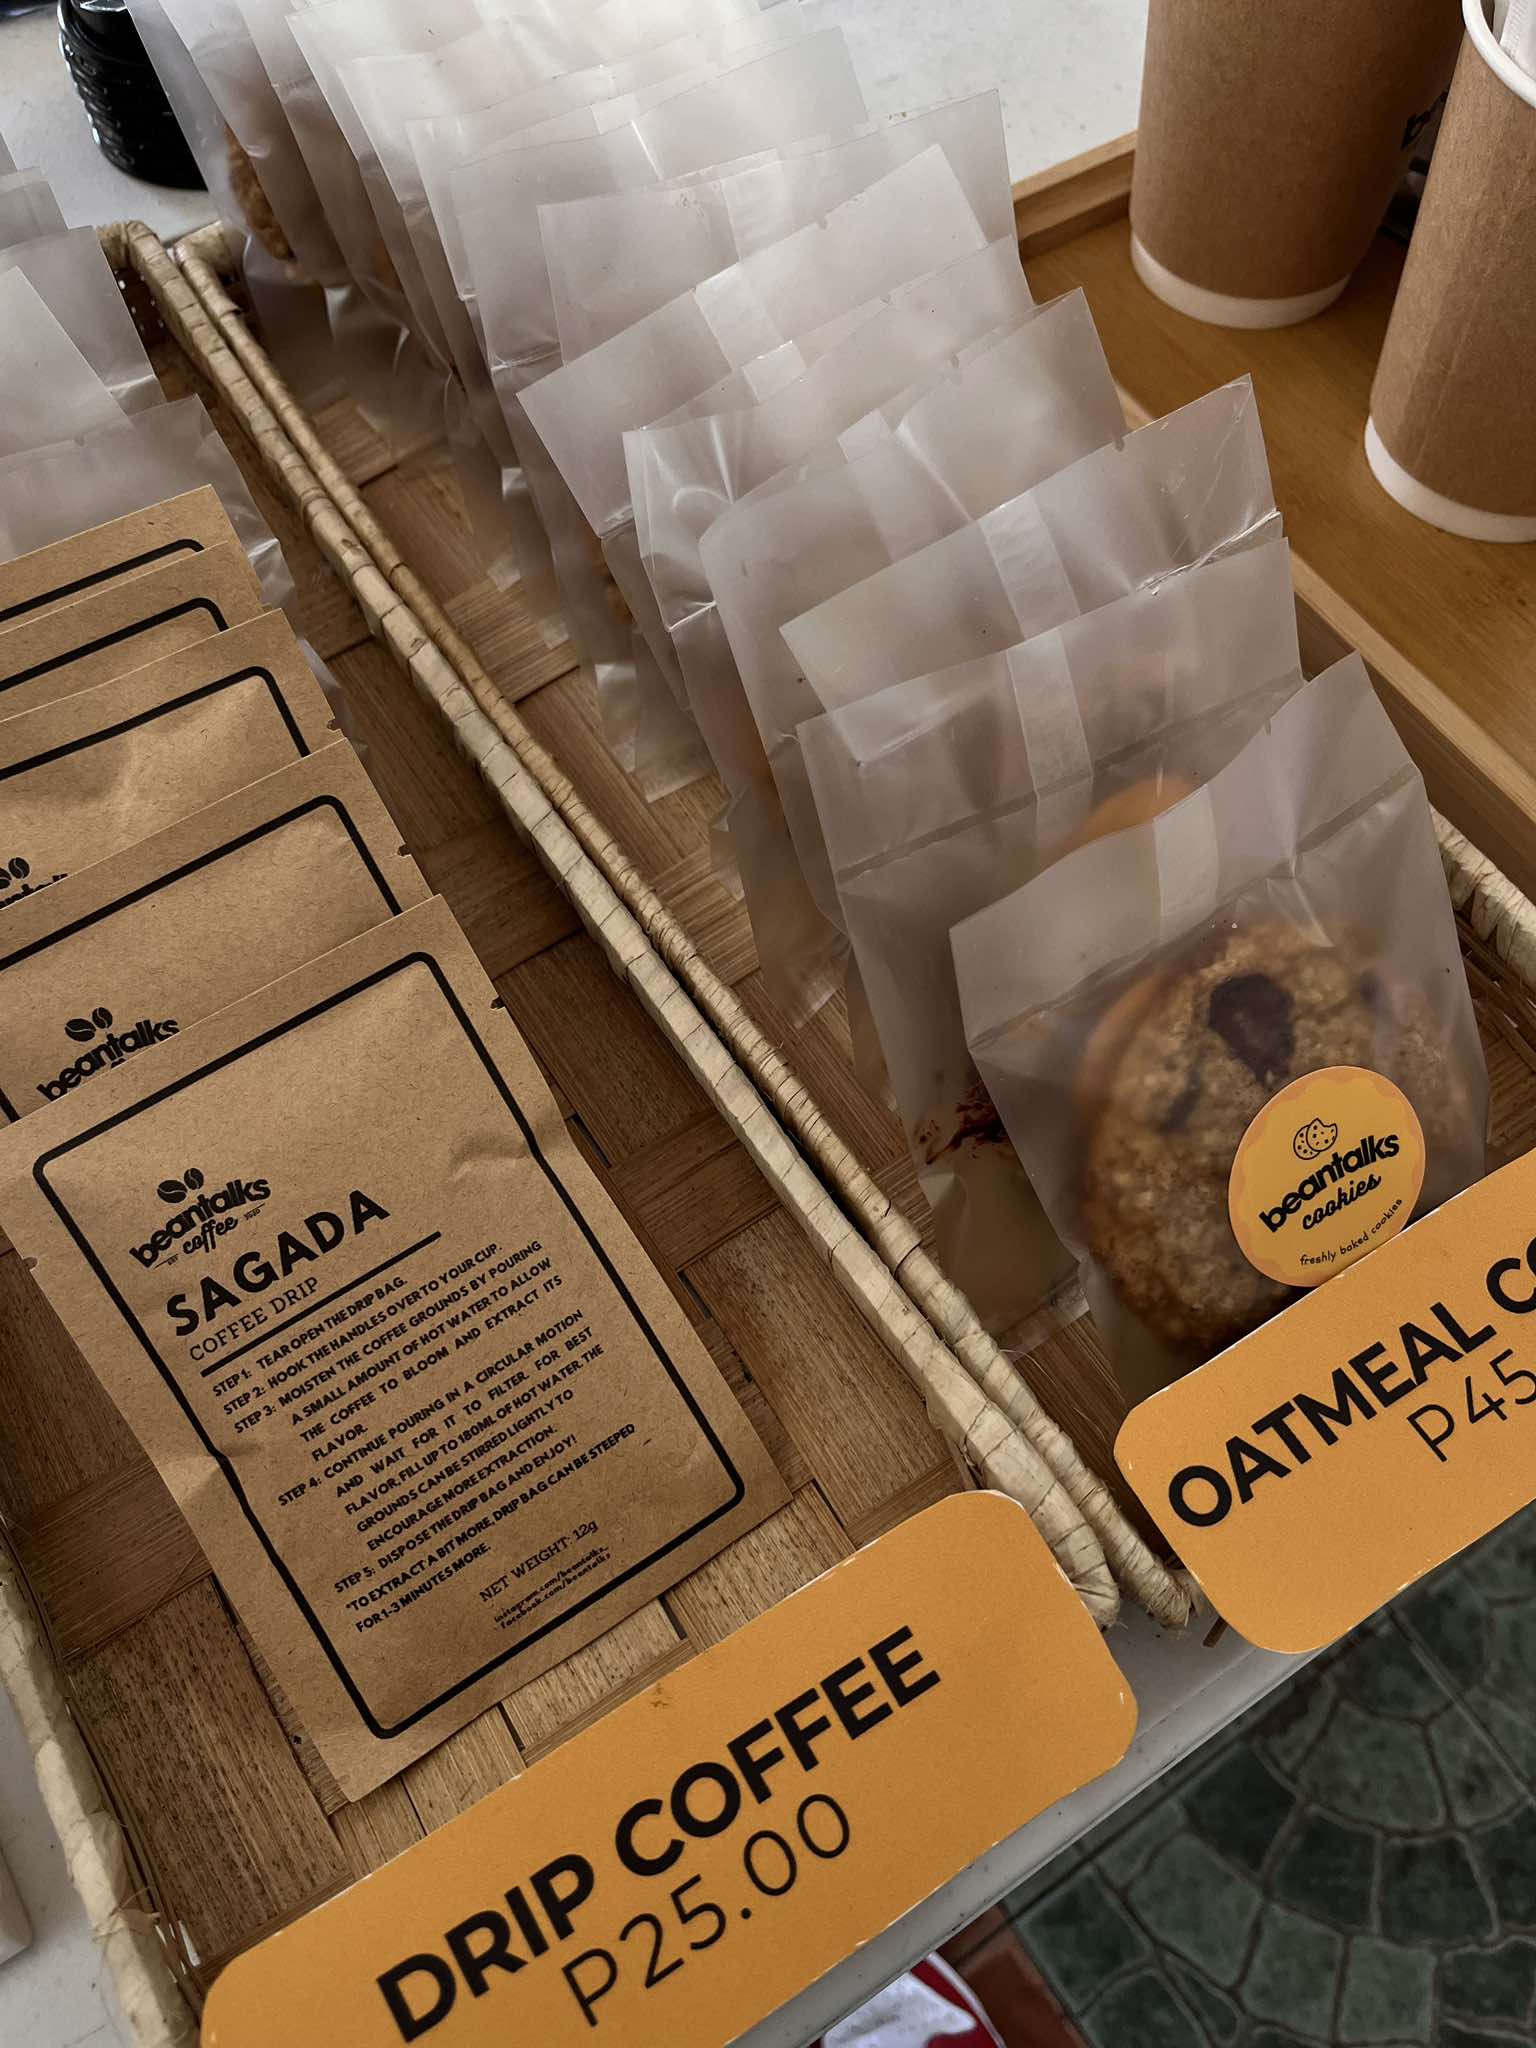 beantalks
beantalks
coffee
SAGADA
COFFEE DRIP
STEP 1: TEAR OPEN THE DRIP BAG.
STEP 2: HOOK THE HANDLES OVER TO YOUR CUP.
STEP 3: MOISTEN THE COFFEE GROUNDS BY POURING
A SMALL AMOUNT OF HOT WATER TO ALLOW
THE COFFEE TO BLOOM AND EXTRACT ITS
FLAVOR.
STEP 4: CONTINUE POURING IN A CIRCULAR MOTION
AND WAIT FOR IT TO FILTER. FOR BEST
FLAVOR, FILL UP TO 180ML OF HOT WATER. THE
GROUNDS CAN BE STIRRED LIGHTLY TO
ENCOURAGE MORE EXTRACTION.
STEP 5: DISPOSE THE DRIP BAG AND ENJOY!
*TO EXTRACT A BIT MORE, DRIP BAG CAN BE STEEPED
FOR 1-3 MINUTES MORE.
NET WEIGHT: 12g
instagram.com/beantalks_
facebook.com/beantalks
DRIP COFFEE
P25.00
beantalks
cookies
freshly baked cookies
OATMEAL
P45